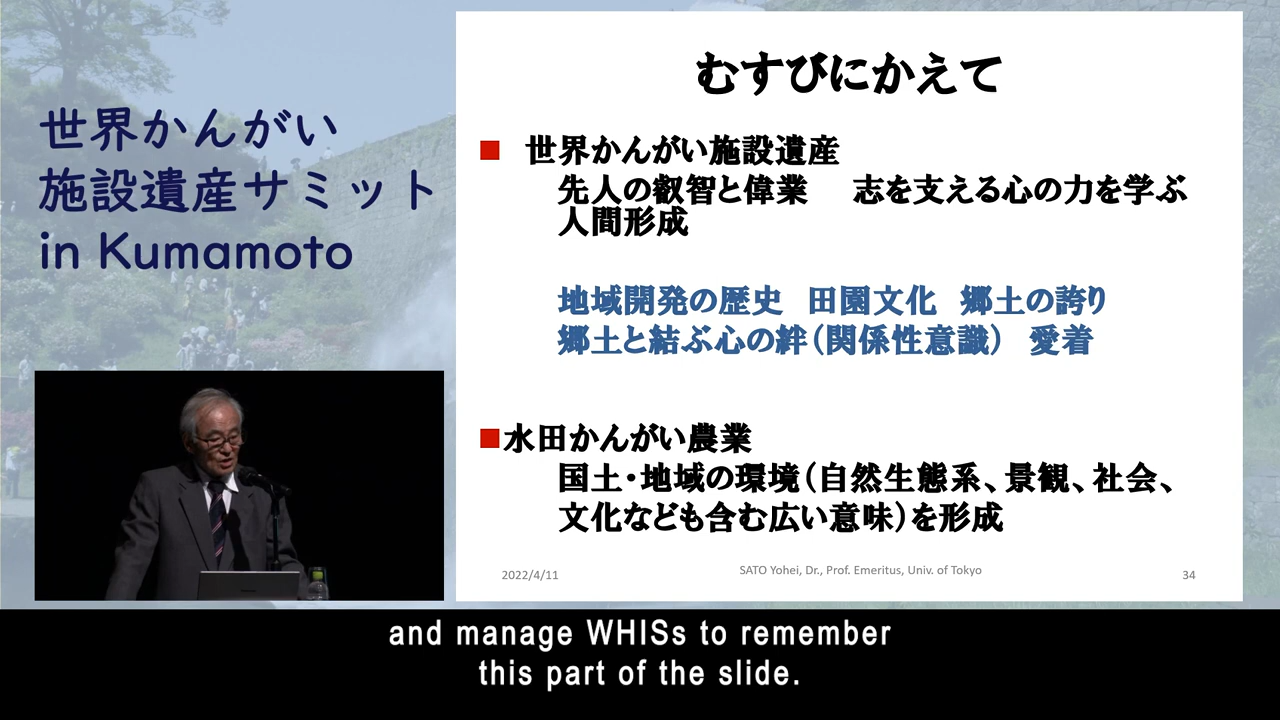 世界かんがい
施設遺産サミット
in Kumamoto
むすびにかえて
世界かんがい施設遺産
先人の叡智と偉業　志を支える心の力を学ぶ
人間形成
地域開発の歴史　田園文化　郷土の誇り
郷土と結ぶ心の絆（関係性意識）　愛着
水田かんがい農業
国土・地域の環境（自然生態系、景観、社会、
文化なども含む広い意味）を形成
2022/4/11
SATO Yohei, Dr., Prof. Emeritus, Univ. of Tokyo
34
and manage WHISs to remember
this part of the slide.